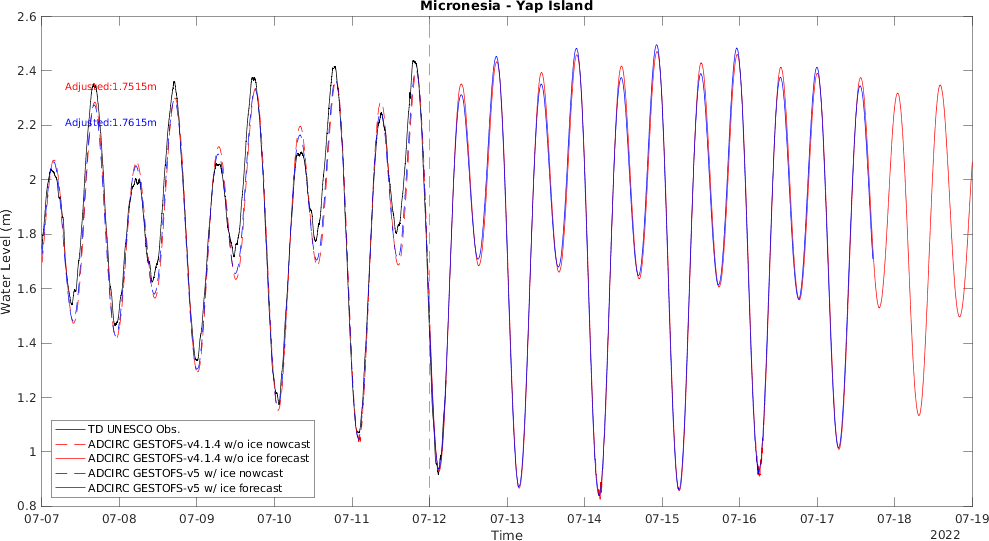 Micronesia - Yap Island
2.6
2.4
2.2
2
1.8
1.6
1.4
1.2
1
0.8
Water Level (m)
Adjusted:1.7515m
Adjusted:1.7615m
TD UNESCO Obs.
ADCIRC GESTOFS-v4.1.4 w/o ice nowcast
ADCIRC GESTOFS-v4.1.4 w/o ice forecast
ADCIRC GESTOFS-v5 w/ ice nowcast
ADCIRC GESTOFS-v5 w/ ice forecast
07-07 07-08 07-09 07-10 07-11 07-12 07-13 07-14 07-15 07-16 07-17 07-18 07-19
Time
2022